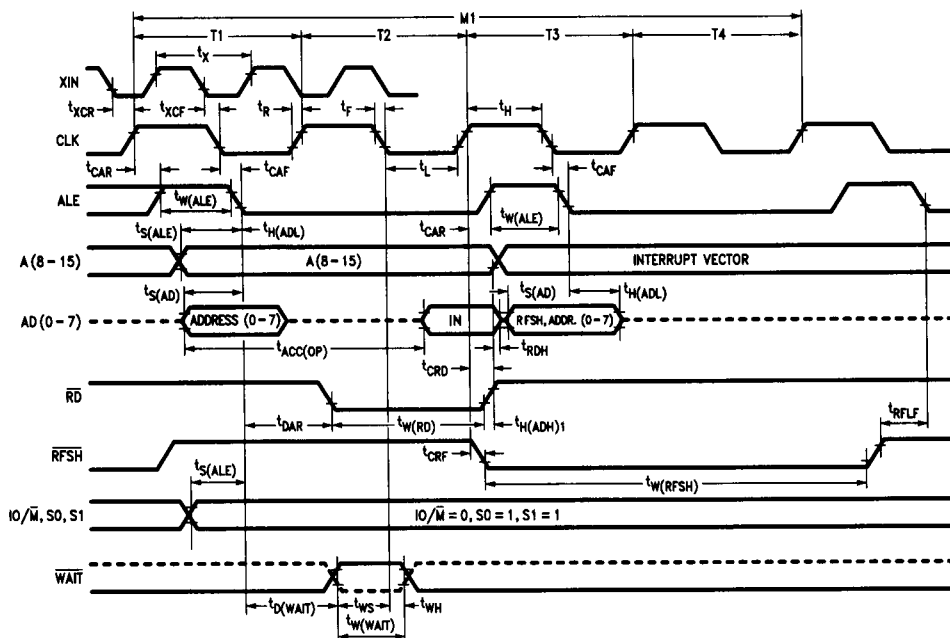 M1
T1 T2 T3 T4
tX
XIN
tXCR tXCF tR tF tH
CLK
tCAR tCAF tL tCAF
ALE
tW(ALE) tW(ALE)
tS(ALE) tH(ADL) tCAR
A(8-15) A(8-15) INTERRUPT VECTOR
tS(AD) tS(AD) tH(ADL)
AD(0-7) ADDRESS (0-7) IN RFSH, ADDR. (0-7)
tACC(OP) tRDH
tCRD
RD
tDAR tW(RD) tH(ADH)1 tRFLF
RFSH
tCRF
tS(ALE) tW(RFSH)
IO/M̅, S0, S1 IO/M̅=0, S0=1, S1=1
WAIT
tD(WAIT) tWS tWH
tW(WAIT)